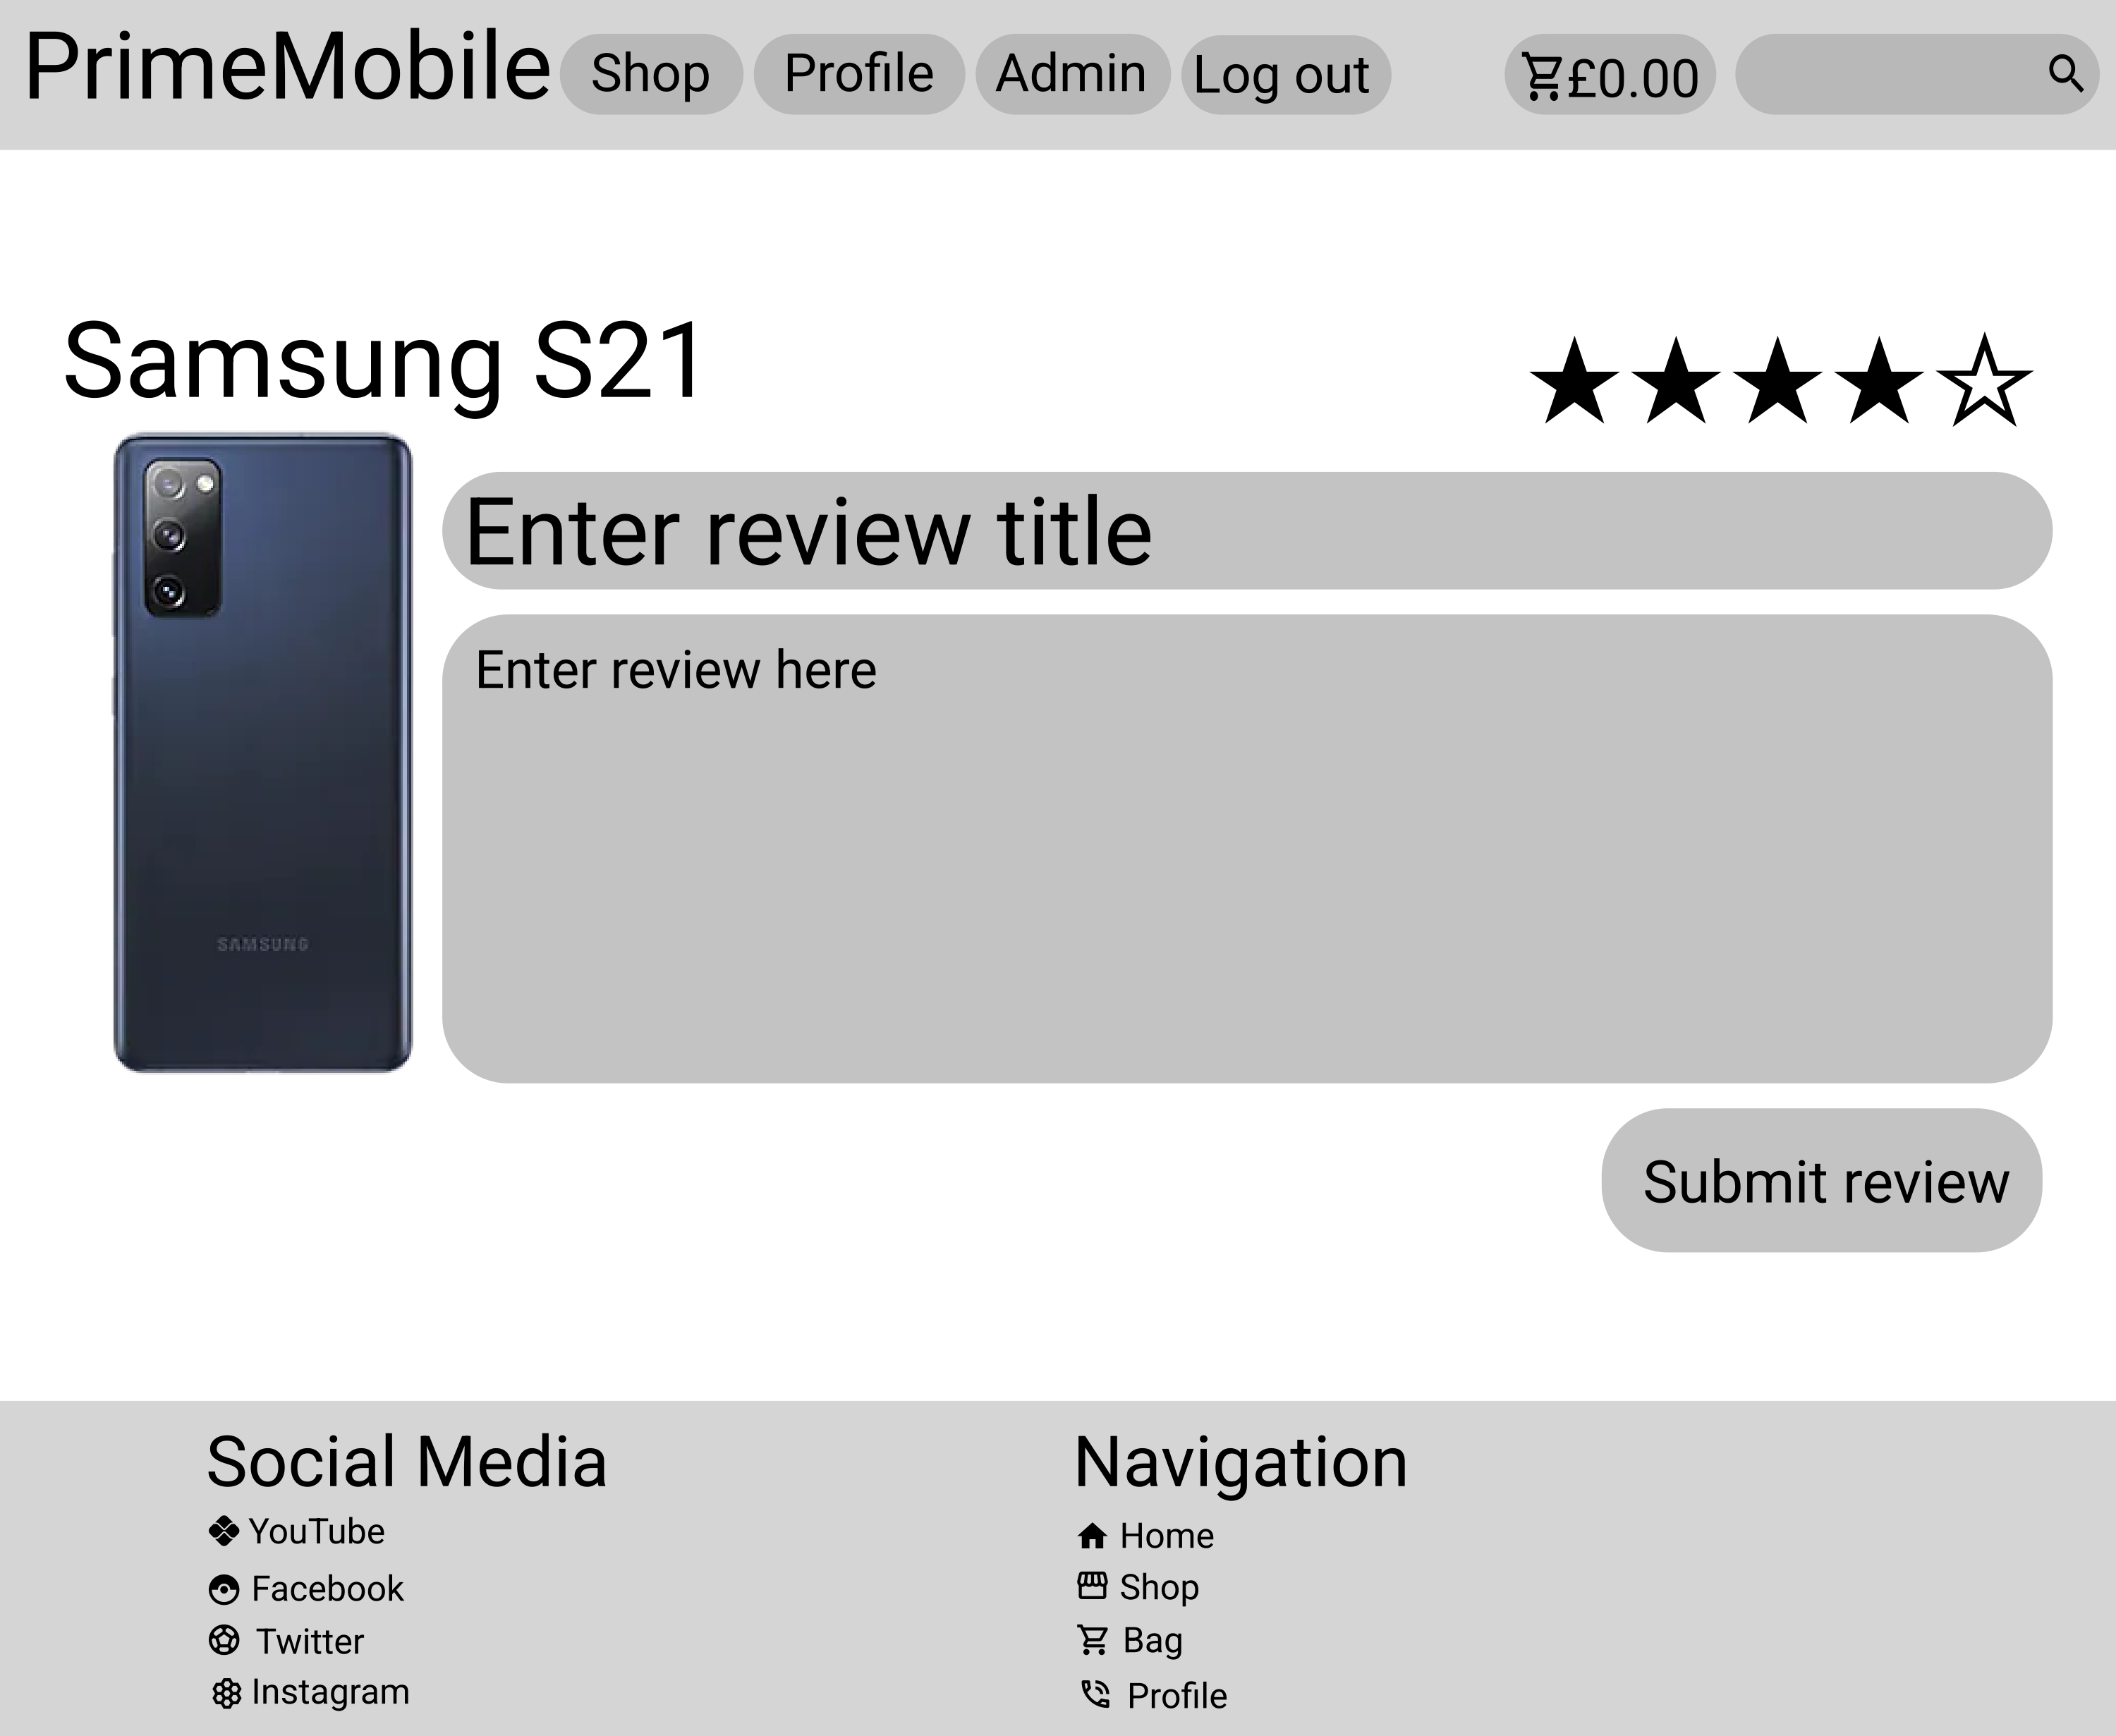 PrimeMobile Shop Profile Admin Log out £0.00
Samsung S21
Enter review title
Enter review here
SAMSUNG
Submit review
Social Media
YouTube
Facebook
Twitter
Instagram
Navigation
Home
Shop
Bag
Profile